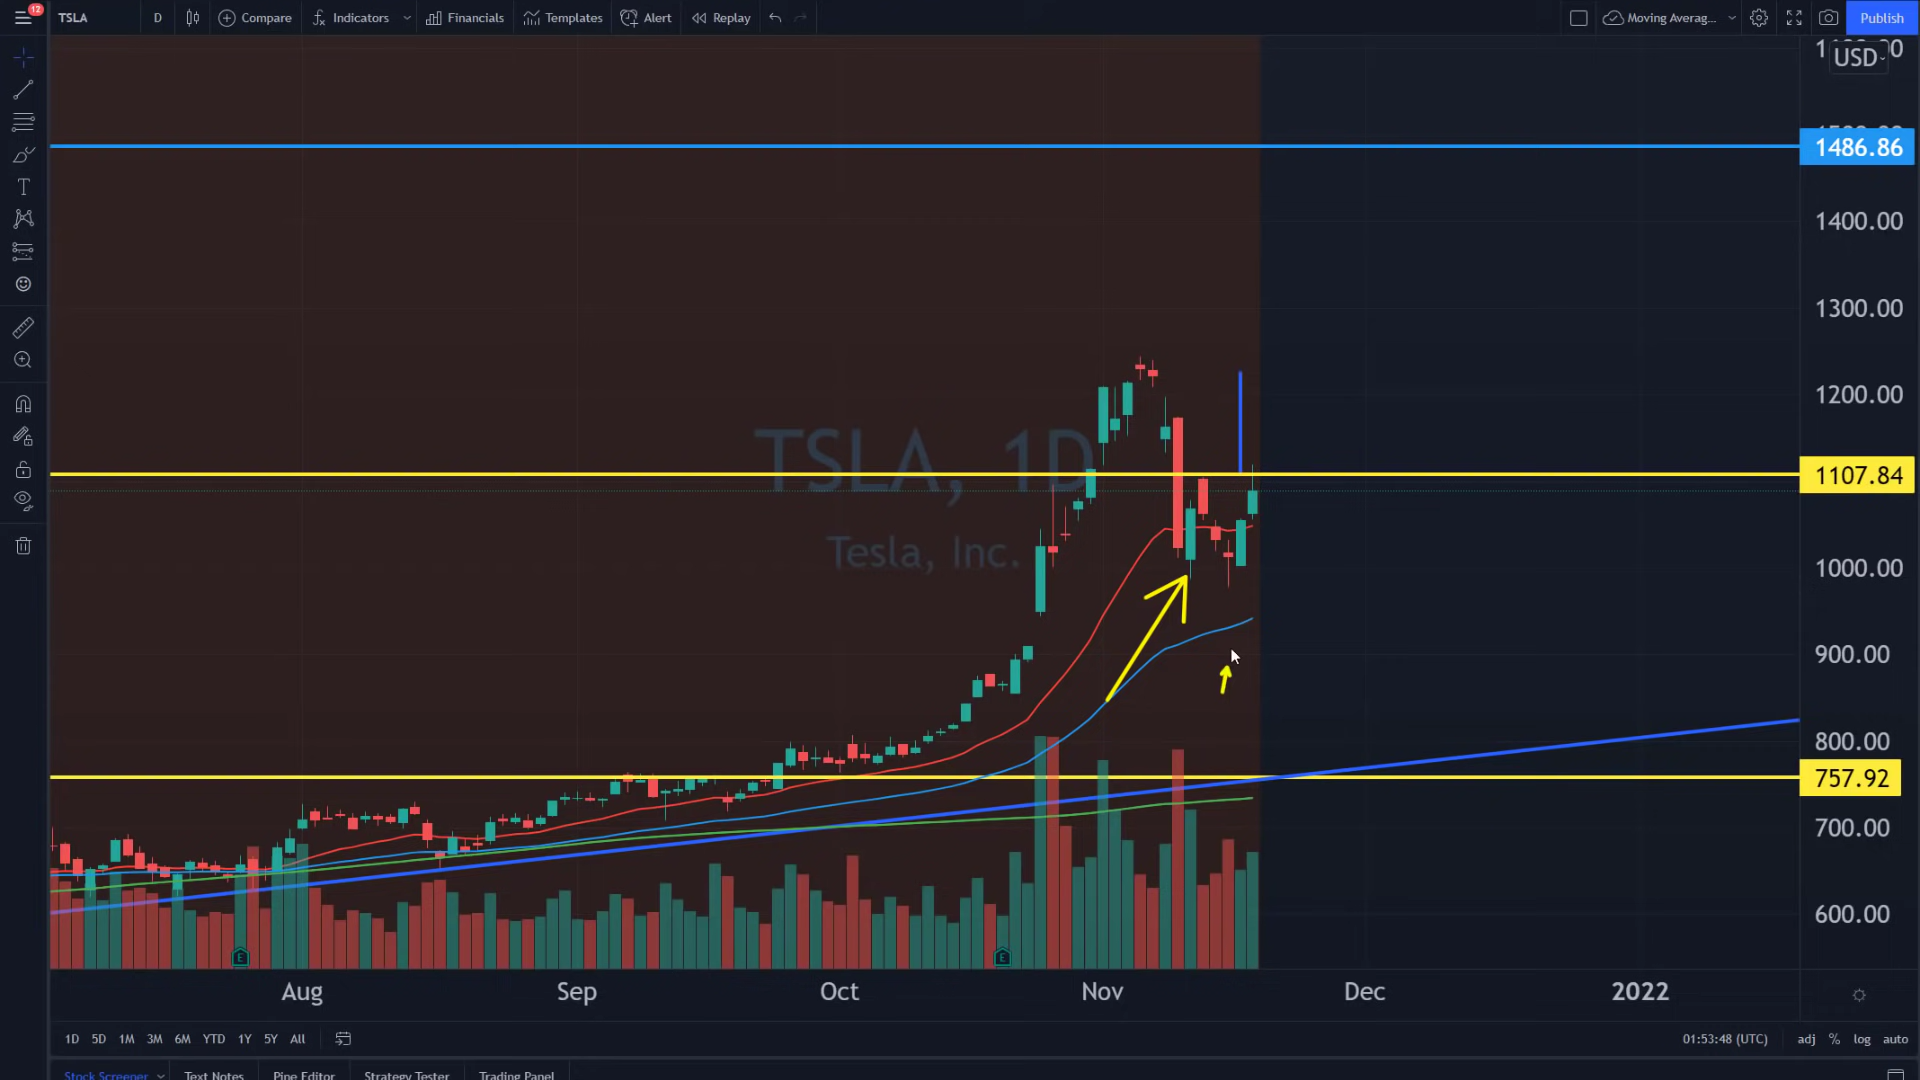 12
TSLA
D
Compare
Indicators
Financials
Templates
Alert
Replay
Moving Averag...
Publish
USD
1486.86
1400.00
1300.00
1200.00
1107.84
1000.00
900.00
800.00
757.92
700.00
600.00
TSLA, 1D
Tesla, Inc.
E
E
Aug
Sep
Oct
Nov
Dec
2022
1D 5D 1M 3M 6M YTD 1Y 5Y All
01:53:48 (UTC)
adj % log auto
Stock Screener
Text Notes
Pine Editor
Strategy Tester
Trading Panel